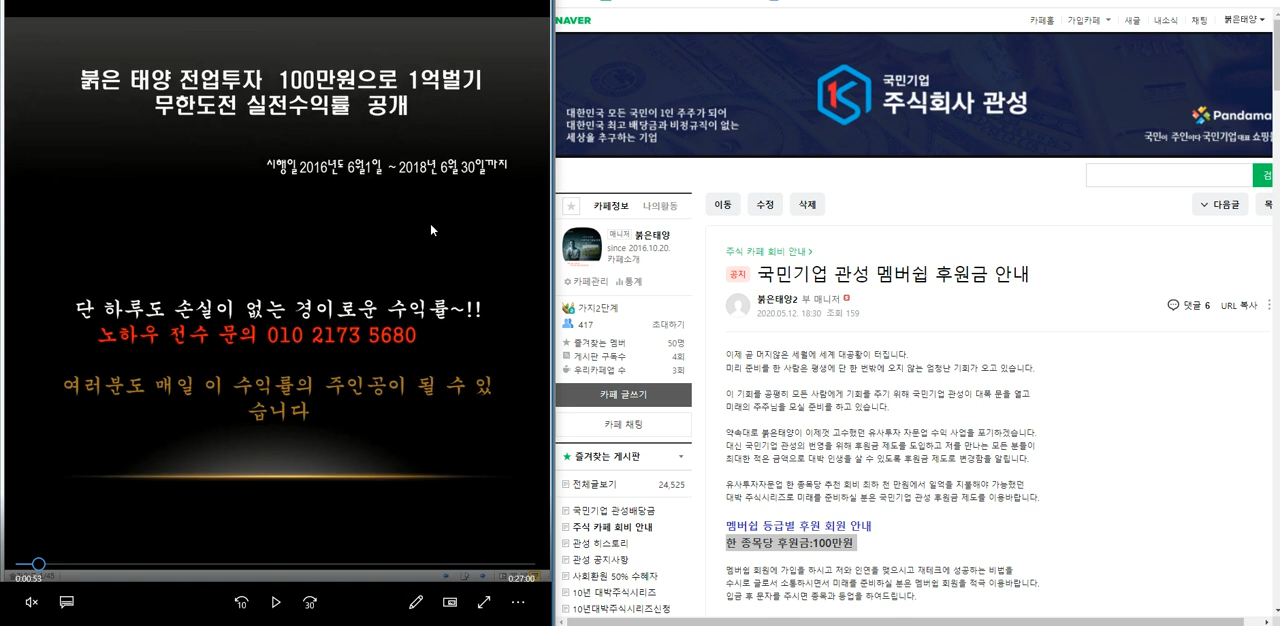 붉은 태양 전업투자 100만원으로 1억벌기
무한도전 실전수익률 공개
시행일 2016년도 6월1일 ~ 2018년 6월 30일까지
단 하루도 손실이 없는 경이로운 수익률~!!
노하우 전수 문의 010 2173 5680
여러분도 매일 이 수익률의 주인공이 될 수 있
습니다
0:00:53
0:27:00
10
30
NAVER
카페홈
가입카페
새글
내소식
채팅
붉은태양
대한민국 모든 국민이 1인 주주가 되어
대한민국 최고 배당금과 비정규직이 없는
세상을 추구하는 기업
국민기업
주식회사 관성
Pandama
국민이 주인이다 국민기업대표 쇼핑몰
검
카페정보
나의활동
매니저 붉은태양
since 2016.10.20.
카페소개
카페관리
통계
가지2단계
417
초대하기
즐겨찾는 멤버 50명
게시판 구독수 4회
우리카페앱 수 3회
카페 글쓰기
카페 채팅
즐겨찾는 게시판
전체글보기 24,525
국민기업 관성배당금
주식 카페 회비 안내
관성 히스토리
관성 공지사항
사회환원 50% 수혜자
10년 대박주식시리즈
10년대박주식시리즈신청
이동
수정
삭제
다음글
목
주식 카페 회비 안내 >
공지 국민기업 관성 멤버쉽 후원금 안내
붉은태양2 부 매니저
2020.05.12. 18:30 조회 159
댓글 6
URL 복사
이제 곧 머지않은 세월에 세계 대공황이 터집니다.
미리 준비를 한 사람은 평생에 단 한 번밖에 오지 않는 엄청난 기회가 오고 있습니다.
이 기회를 공평히 모든 사람에게 기회를 주기 위해 국민기업 관성이 대폭 문을 열고
미래의 주주님을 모실 준비를 하고 있습니다.
약속대로 붉은태양이 이제껏 고수했던 유사투자 자문업 수익 사업을 포기하겠습니다.
대신 국민기업 관성의 번영을 위해 후원금 제도를 도입하고 저를 만나는 모든 분들이
최대한 적은 금액으로 대박 인생을 살 수 있도록 후원금 제도로 변경함을 알립니다.
유사투자자문업 한 종목당 추천 회비 최하 천 만원에서 일억을 지불해야 가능했던
대박 주식시리즈로 미래를 준비하실 분은 국민기업 관성 후원금 제도를 이용바랍니다.
멤버쉽 등급별 후원 회원 안내
한 종목당 후원금:100만원
멤버쉽 회원에 가입을 하시고 저와 인연을 맺으시고 재테크에 성공하는 비법을
수시로 글로서 소통하시면서 미래를 준비하실 분은 멤버쉽 회원을 적극 이용바랍니다.
입금 후 문자를 주시면 종목과 등업을 하여드립니다.